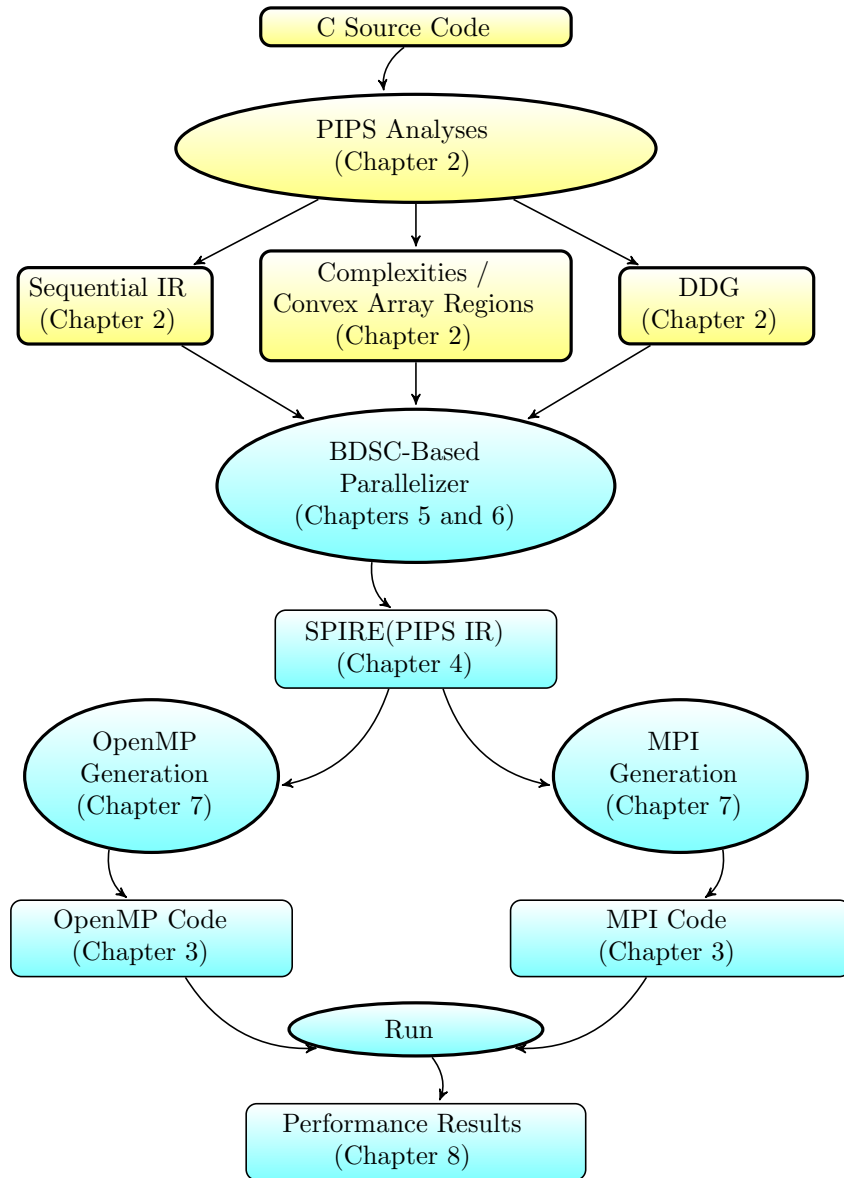 C Source Code
PIPS Analyses
(Chapter 2)
Sequential IR
(Chapter 2)
Complexities /
Convex Array Regions
(Chapter 2)
DDG
(Chapter 2)
BDSC-Based
Parallelizer
(Chapters 5 and 6)
SPIRE(PIPS IR)
(Chapter 4)
OpenMP
Generation
(Chapter 7)
MPI
Generation
(Chapter 7)
OpenMP Code
(Chapter 3)
MPI Code
(Chapter 3)
Run
Performance Results
(Chapter 8)